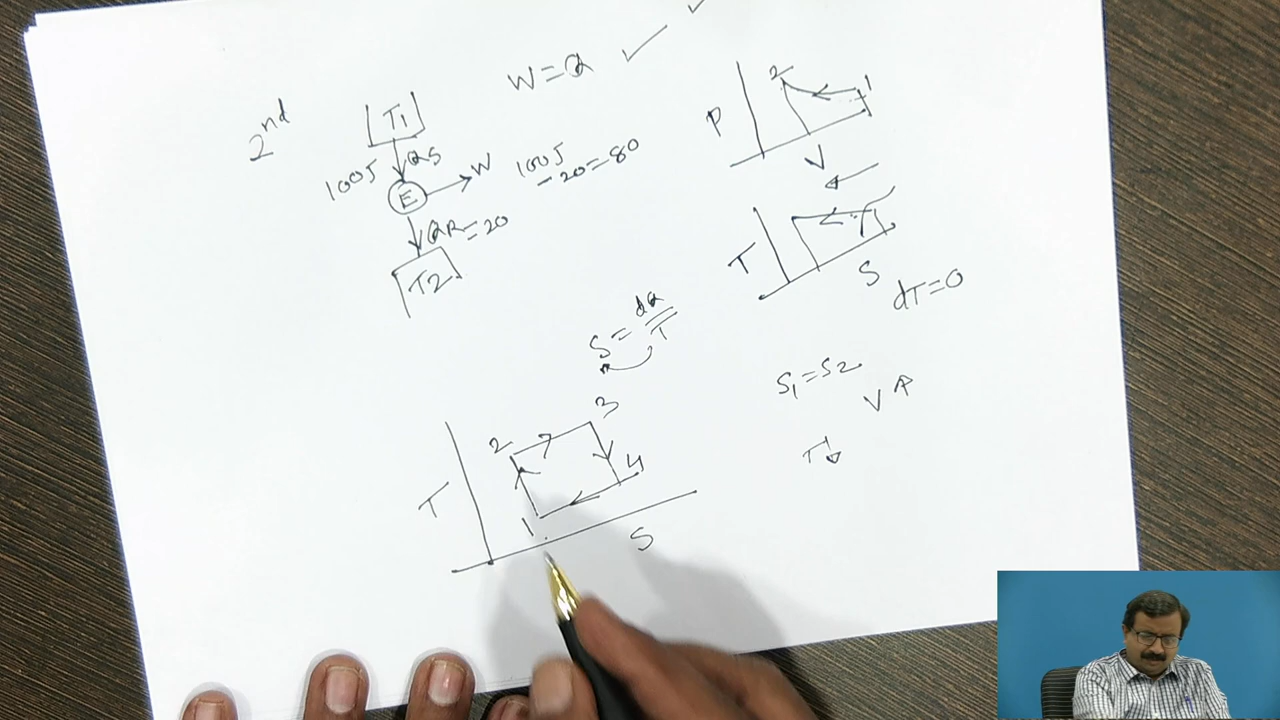 W=Q
2nd
T1
100J QS
E
W
100J
-20=80
QR=20
T2
P
2
1
V
T
S
dT=0
S=dQ/T
S1=S2
V↑
T↓
T
2
3
4
1
S